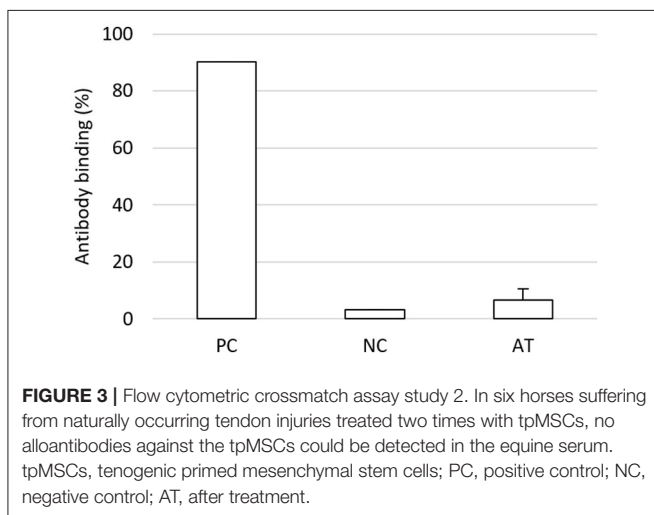 100
80
60
40
20
0
Antibody binding (%)
PC NC AT
FIGURE 3 | Flow cytometric crossmatch assay study 2. In six horses suffering
from naturally occurring tendon injuries treated two times with tpMSCs, no
alloantibodies against the tpMSCs could be detected in the equine serum.
tpMSCs, tenogenic primed mesenchymal stem cells; PC, positive control; NC,
negative control; AT, after treatment.